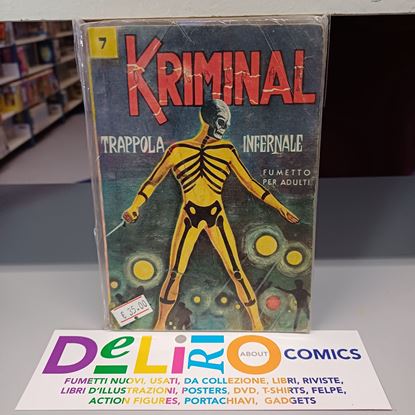 7
KRIMINAL
TRAPPOLA INFERNALE
FUMETTO
PER ADULTI
€ 35,00
DeLiRiO ABOUT COMICS
FUMETTI NUOVI, USATI, DA COLLEZIONE, LIBRI, RIVISTE,
LIBRI D'ILLUSTRAZIONI, POSTERS, DVD, T-SHIRTS, FELPE,
ACTION FIGURES, PORTACHIAVI, GADGETS